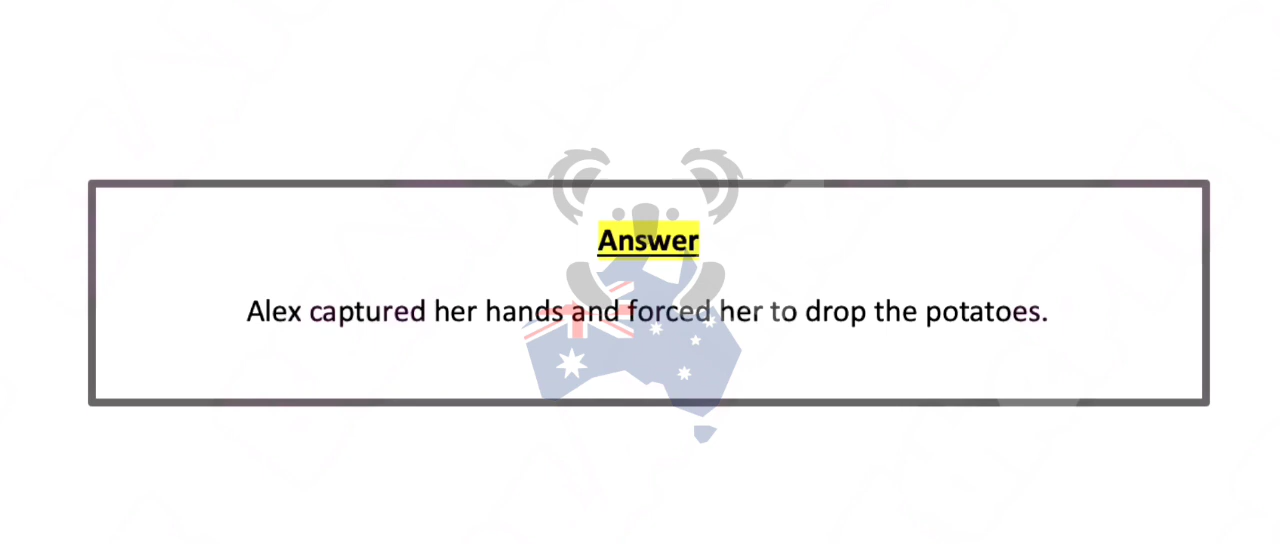 Answer
Alex captured her hands and forced her to drop the potatoes.